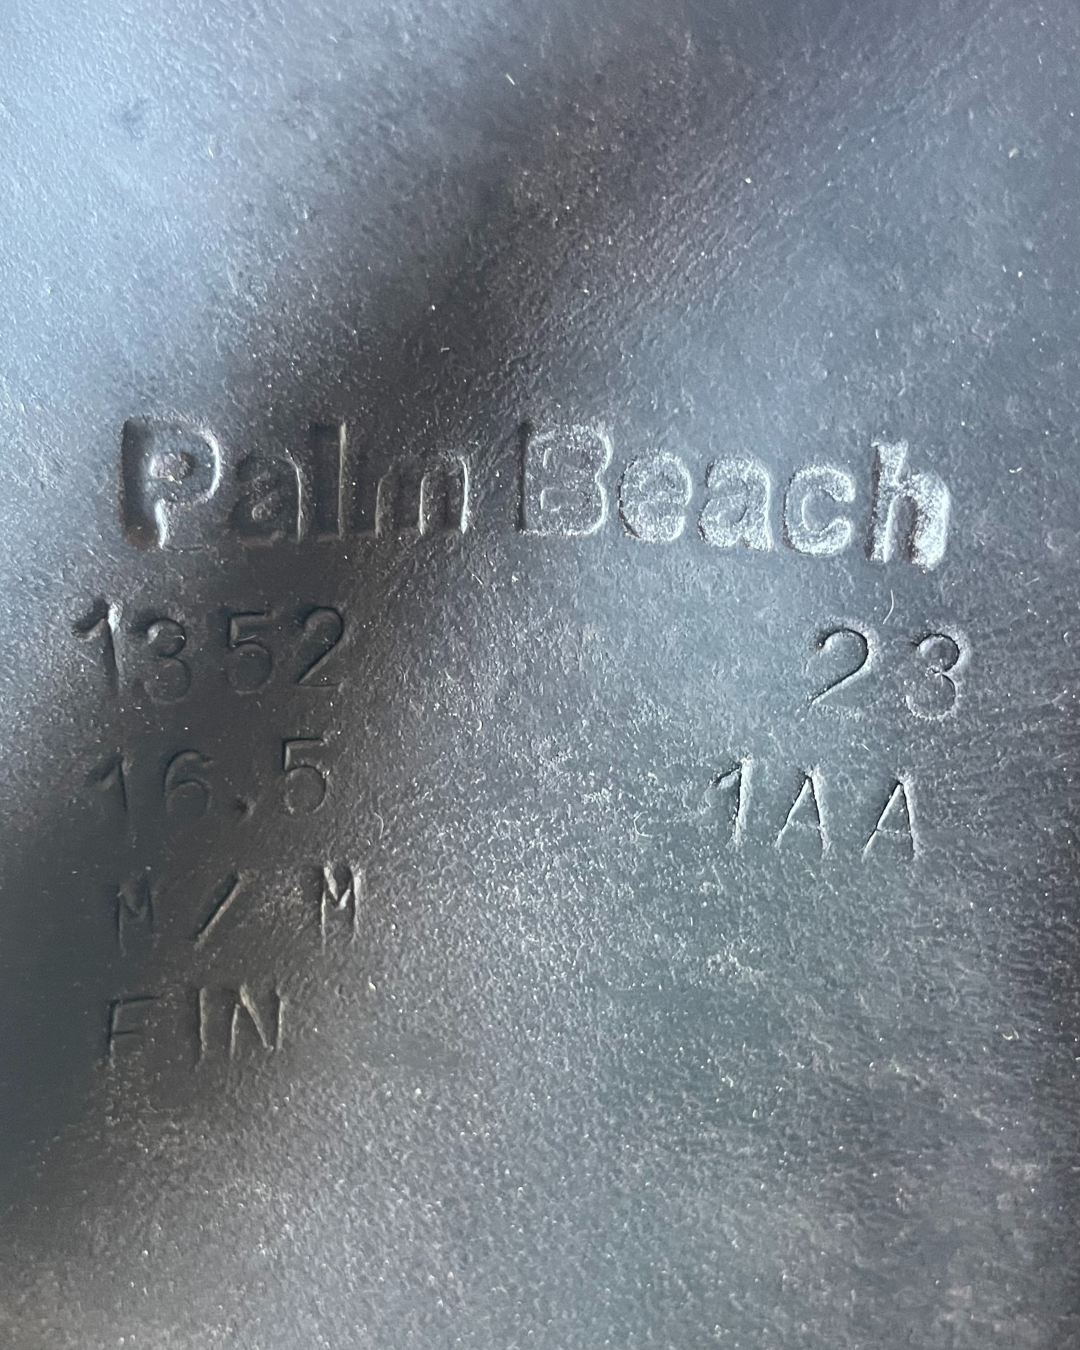 Palm Beach
1352 23
16,5 1AA
M/M
FIN